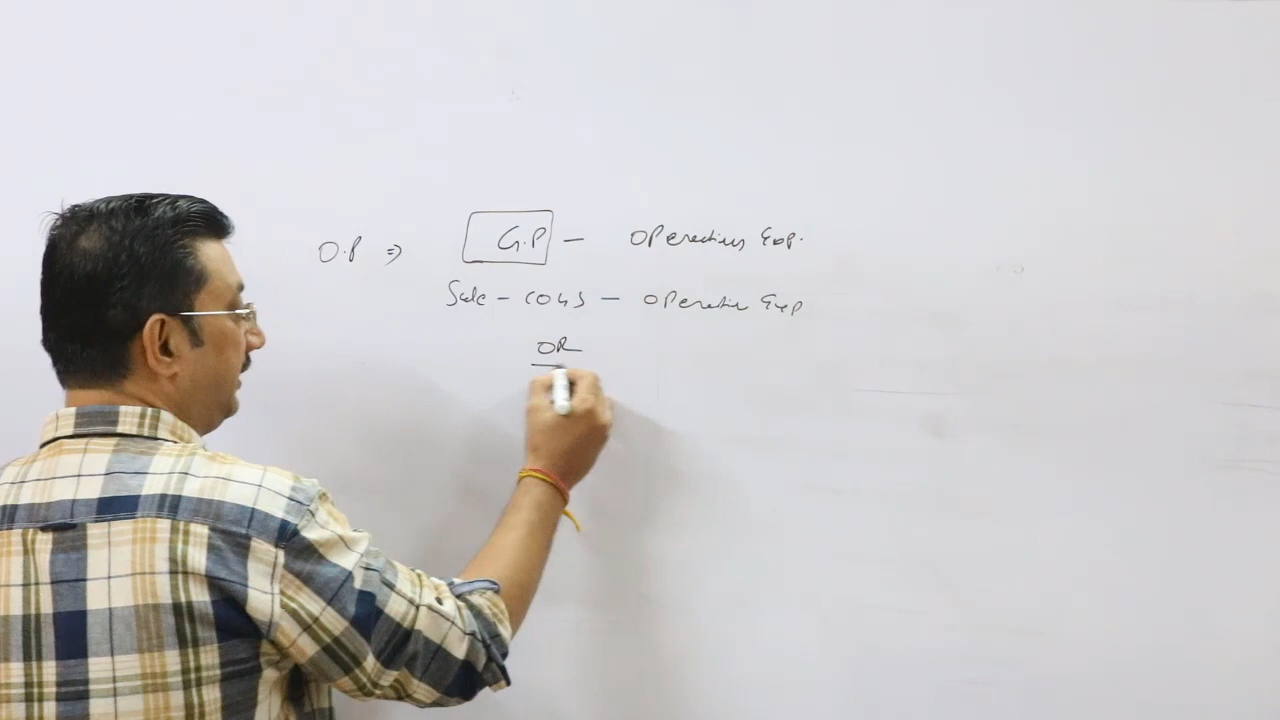 O.P ⇒ G.P — Operating Exp.
Sale - COGS — Operating Exp
OR